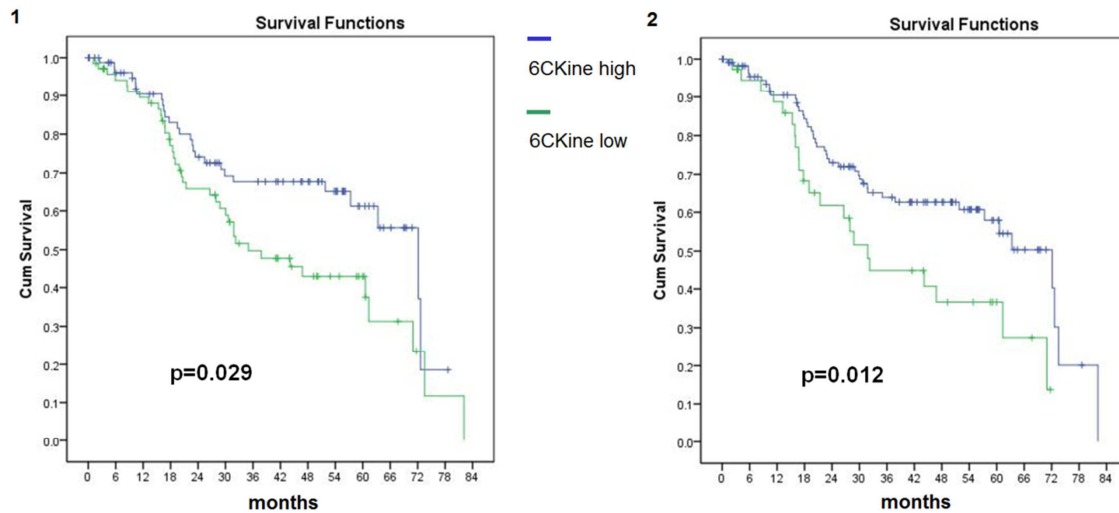 1
Survival Functions
Cum Survival
1.0
0.9
0.8
0.7
0.6
0.5
0.4
0.3
0.2
0.1
0.0
p=0.029
0 6 12 18 24 30 36 42 48 54 60 66 72 78 84
months
6CKine high
6CKine low
2
Survival Functions
Cum Survival
1.0
0.9
0.8
0.7
0.6
0.5
0.4
0.3
0.2
0.1
0.0
p=0.012
0 6 12 18 24 30 36 42 48 54 60 66 72 78 84
months